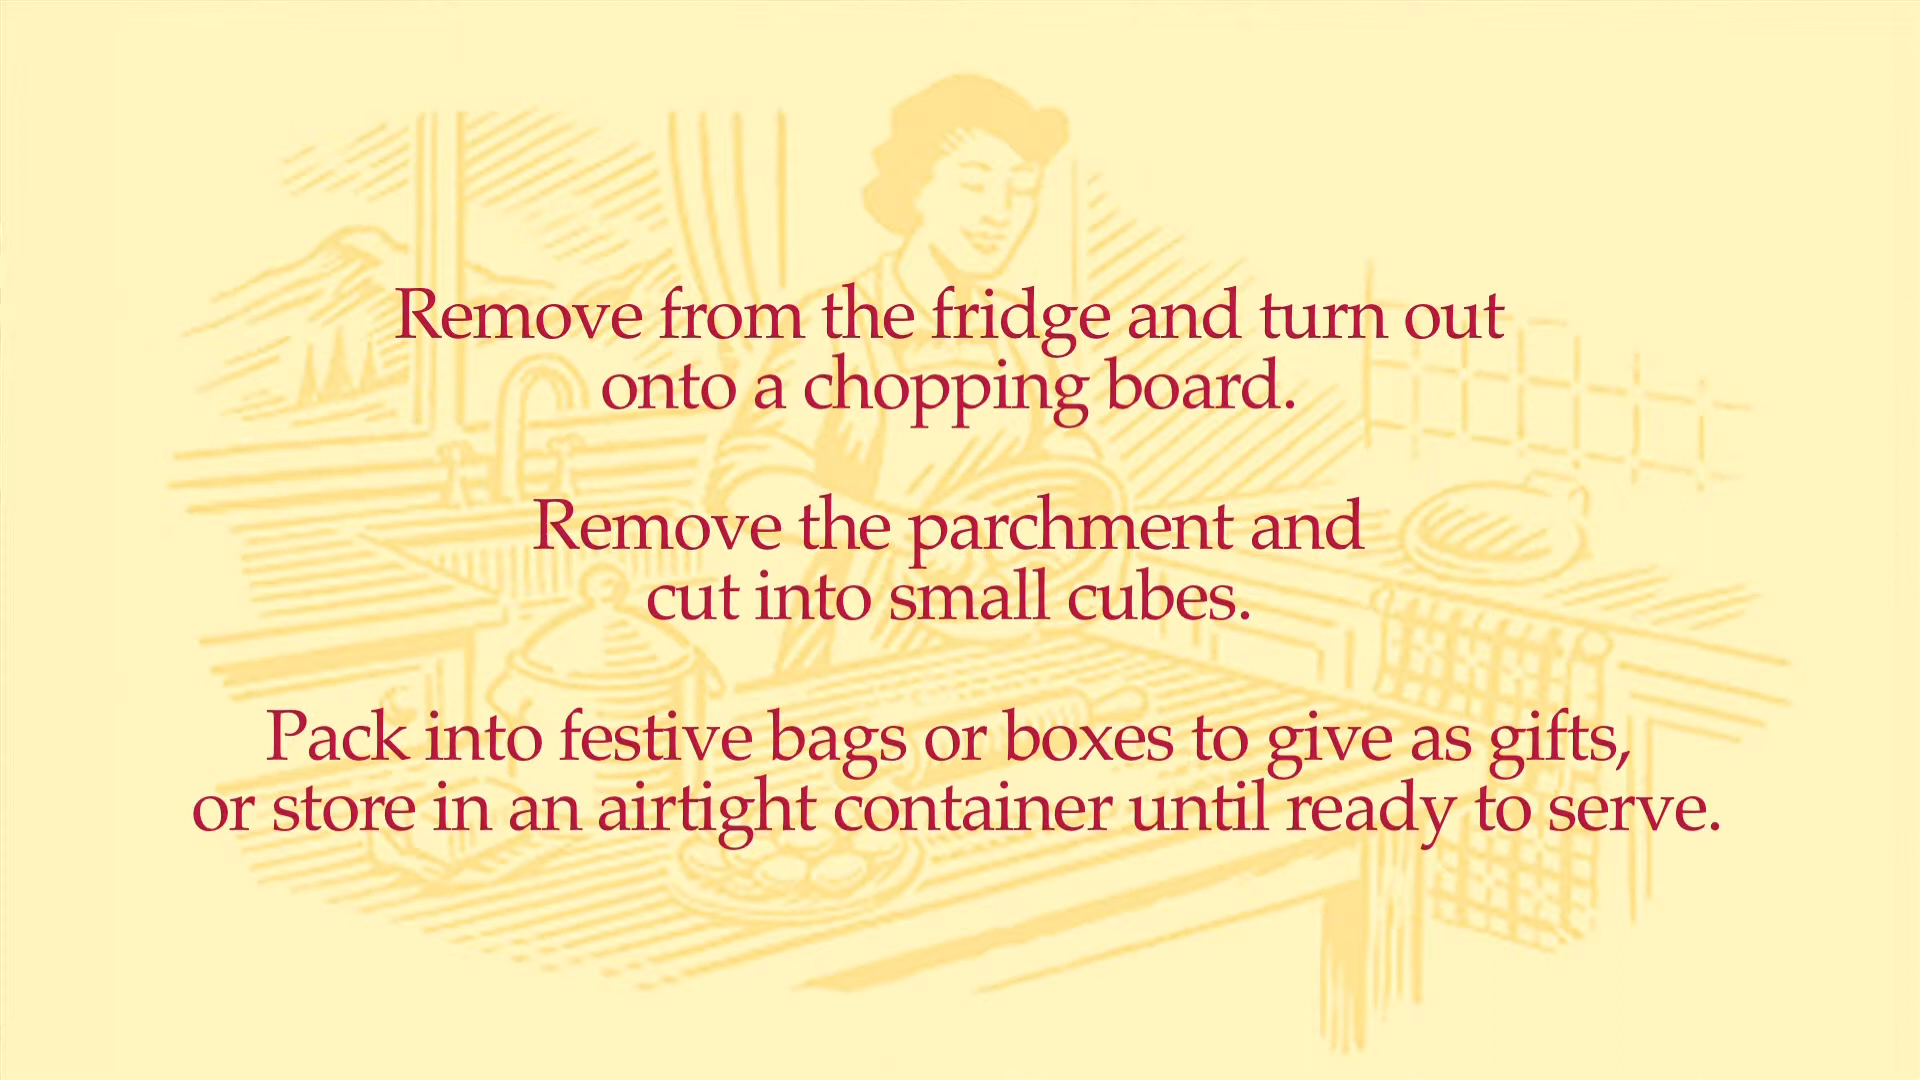 Remove from the fridge and turn out
onto a chopping board.
Remove the parchment and
cut into small cubes.
Pack into festive bags or boxes to give as gifts,
or store in an airtight container until ready to serve.